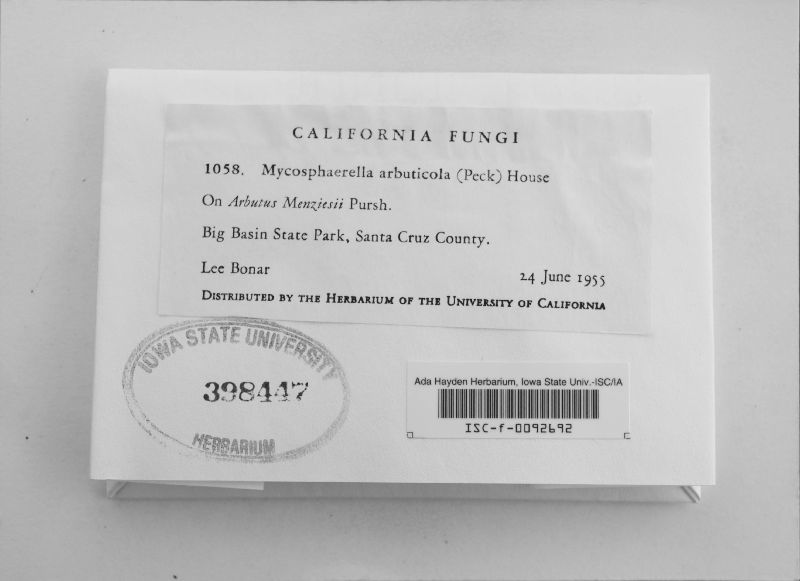 CALIFORNIA FUNGI
1058. Mycosphaerella arbuticola (Peck) House
On Arbutus Menziesii Pursh.
Big Basin State Park, Santa Cruz County.
Lee Bonar 24 June 1955
DISTRIBUTED BY THE HERBARIUM OF THE UNIVERSITY OF CALIFORNIA
IOWA STATE UNIVERSITY
398447
HERBARIUM
Ada Hayden Herbarium, Iowa State Univ.-ISC/IA
ISC-f-0092692